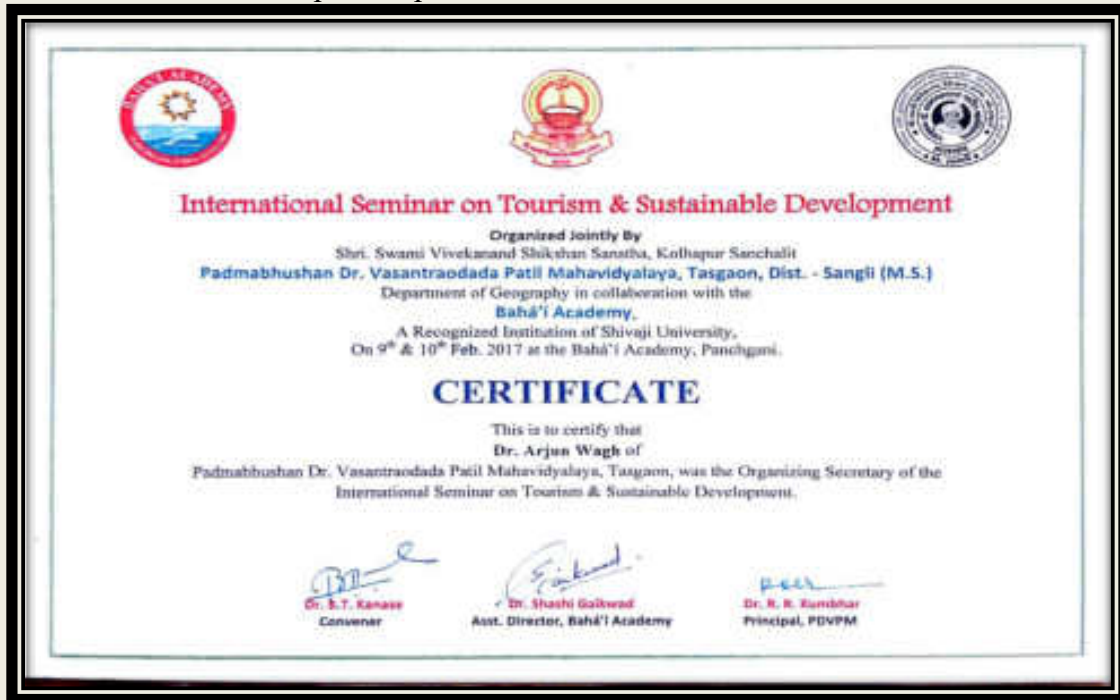 BAHÁ'Í ACADEMY
International Seminar on Tourism & Sustainable Development
Organized Jointly By
Shri. Swami Vivekanand Shikshan Sanstha, Kolhapur Sanchalit
Padmabhushan Dr. Vasantraodada Patil Mahavidyalaya, Tasgaon, Dist. - Sangli (M.S.)
Department of Geography in collaboration with the
Bahá'í Academy,
A Recognized Institution of Shivaji University,
On 9th & 10th Feb. 2017 at the Bahá'í Academy, Panchgani.
CERTIFICATE
This is to certify that
Dr. Arjun Wagh of
Padmabhushan Dr. Vasantraodada Patil Mahavidyalaya, Tasgaon, was the Organizing Secretary of the
International Seminar on Tourism & Sustainable Development.
Dr. B.T. Kanase
Convener
Dr. Shashi Gaikwad
Asst. Director, Bahá'í Academy
Dr. R. R. Kumbhar
Principal, PDVPM